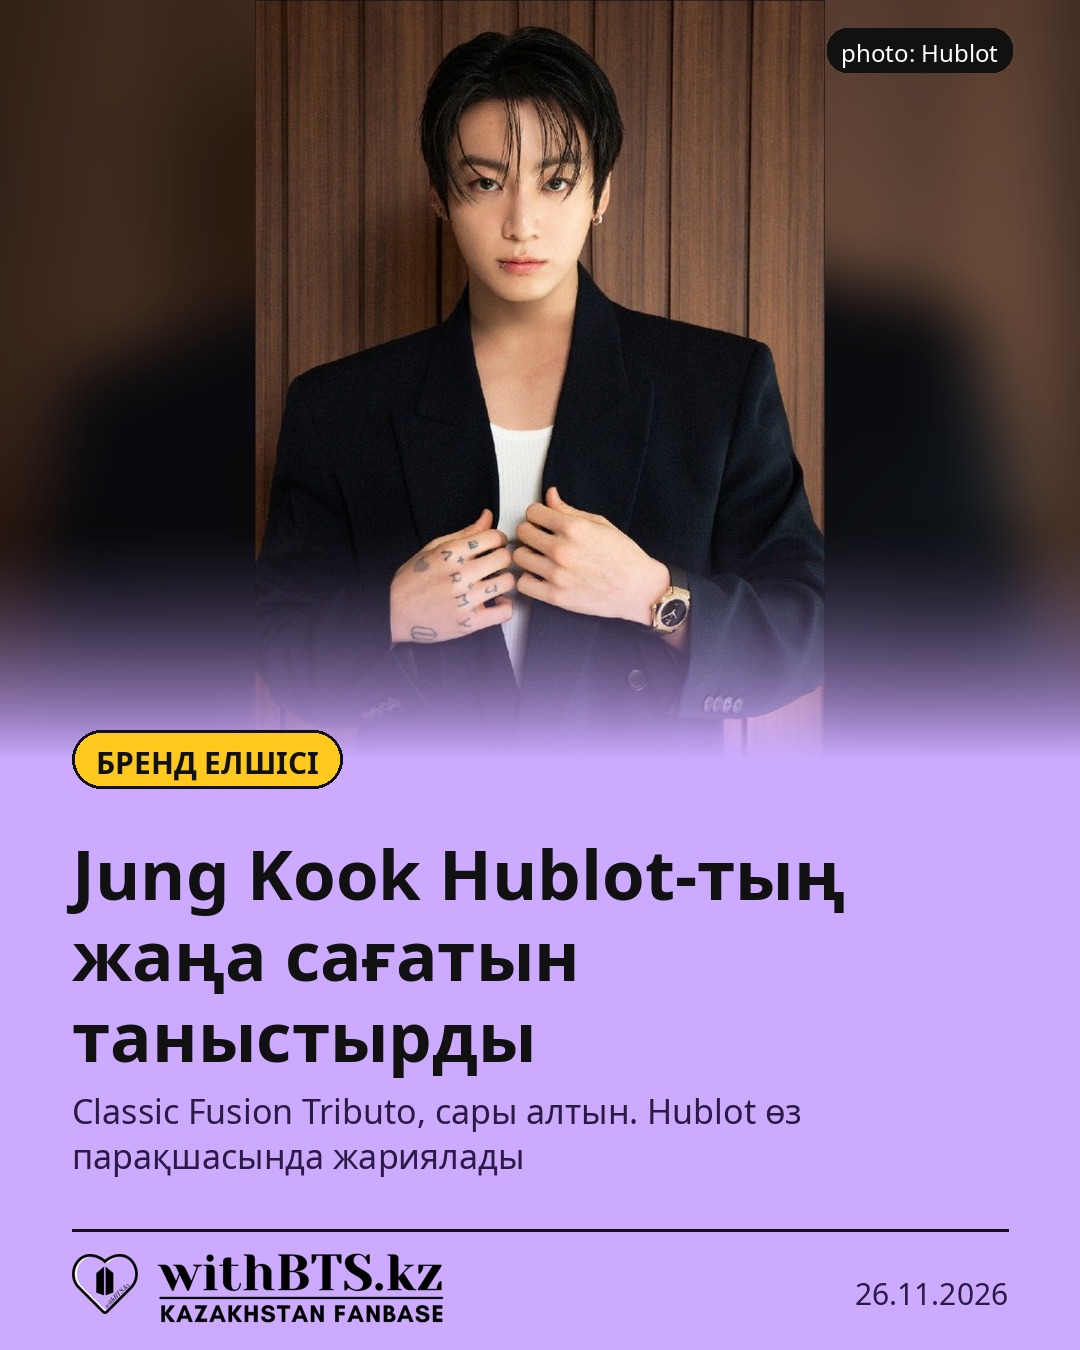 photo: Hublot
БРЕНД ЕЛШІСІ
Jung Kook Hublot-тың
жаңа сағатын
таныстырды
Classic Fusion Tributo, сары алтын. Hublot өз
парақшасында жариялады
withBTS.kz
KAZAKHSTAN FANBASE
26.11.2026